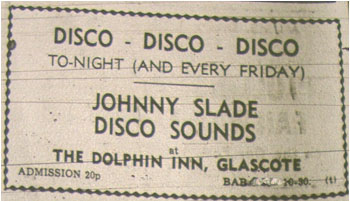 DISCO - DISCO - DISCO
TO-NIGHT (AND EVERY FRIDAY)
JOHNNY SLADE
DISCO SOUNDS
at
THE DOLPHIN INN, GLASCOTE
ADMISSION 20p 10-30. (t)